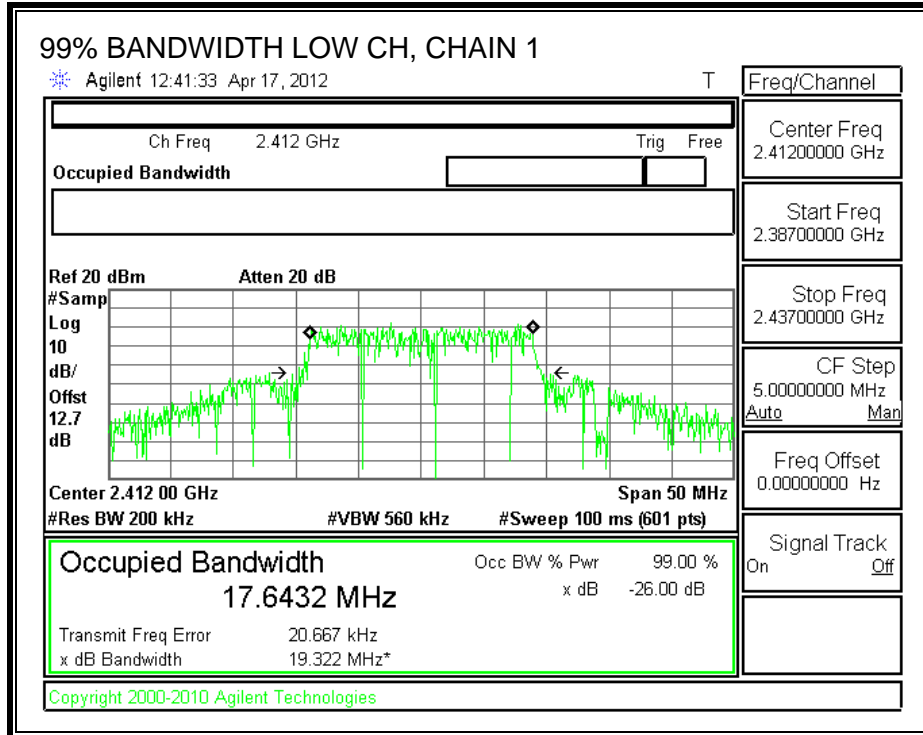 99% BANDWIDTH LOW CH, CHAIN 1
Agilent 12:41:33 Apr 17, 2012 T
Ch Freq 2.412 GHz Trig Free
Occupied Bandwidth
Ref 20 dBm Atten 20 dB
#Samp
Log
10
dB/
Offst
12.7
dB
Center 2.412 00 GHz Span 50 MHz
#Res BW 200 kHz #VBW 560 kHz #Sweep 100 ms (601 pts)
Occupied Bandwidth Occ BW % Pwr 99.00 %
17.6432 MHz x dB -26.00 dB
Transmit Freq Error 20.667 kHz
x dB Bandwidth 19.322 MHz*
Copyright 2000-2010 Agilent Technologies
Freq/Channel
Center Freq
2.41200000 GHz
Start Freq
2.38700000 GHz
Stop Freq
2.43700000 GHz
CF Step
5.00000000 MHz
Auto Man
Freq Offset
0.00000000 Hz
Signal Track
On Off